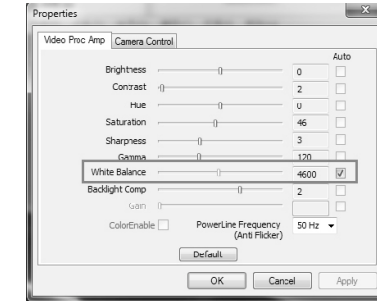 Properties
Video Proc Amp Camera Control
Auto
Brightness 0
Contrast 2
Hue 0
Saturation 46
Sharpness 3
Gamma 120
White Balance 4600
Backlight Comp 2
Gain
ColorEnable PowerLine Frequency 50 Hz
(Anti Flicker)
Default
OK Cancel Apply